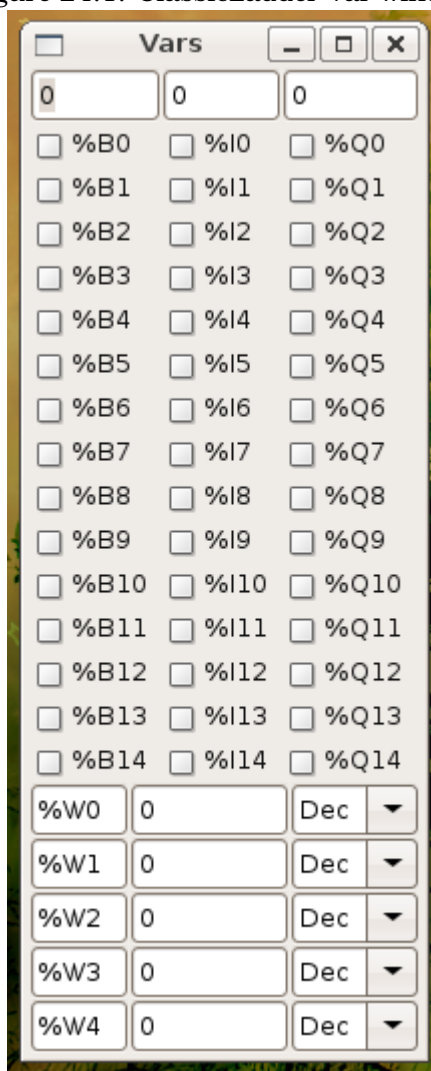 Vars
0 0 0
%B0 %I0 %Q0
%B1 %I1 %Q1
%B2 %I2 %Q2
%B3 %I3 %Q3
%B4 %I4 %Q4
%B5 %I5 %Q5
%B6 %I6 %Q6
%B7 %I7 %Q7
%B8 %I8 %Q8
%B9 %I9 %Q9
%B10 %I10 %Q10
%B11 %I11 %Q11
%B12 %I12 %Q12
%B13 %I13 %Q13
%B14 %I14 %Q14
%W0 0 Dec
%W1 0 Dec
%W2 0 Dec
%W3 0 Dec
%W4 0 Dec